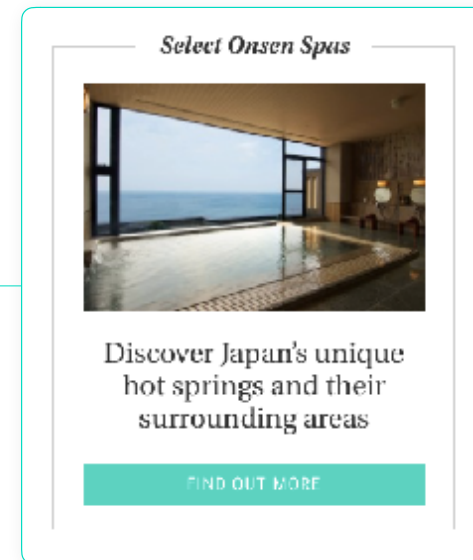 Select Onsen Spas
Discover Japan's unique
hot springs and their
surrounding areas
FIND OUT MORE